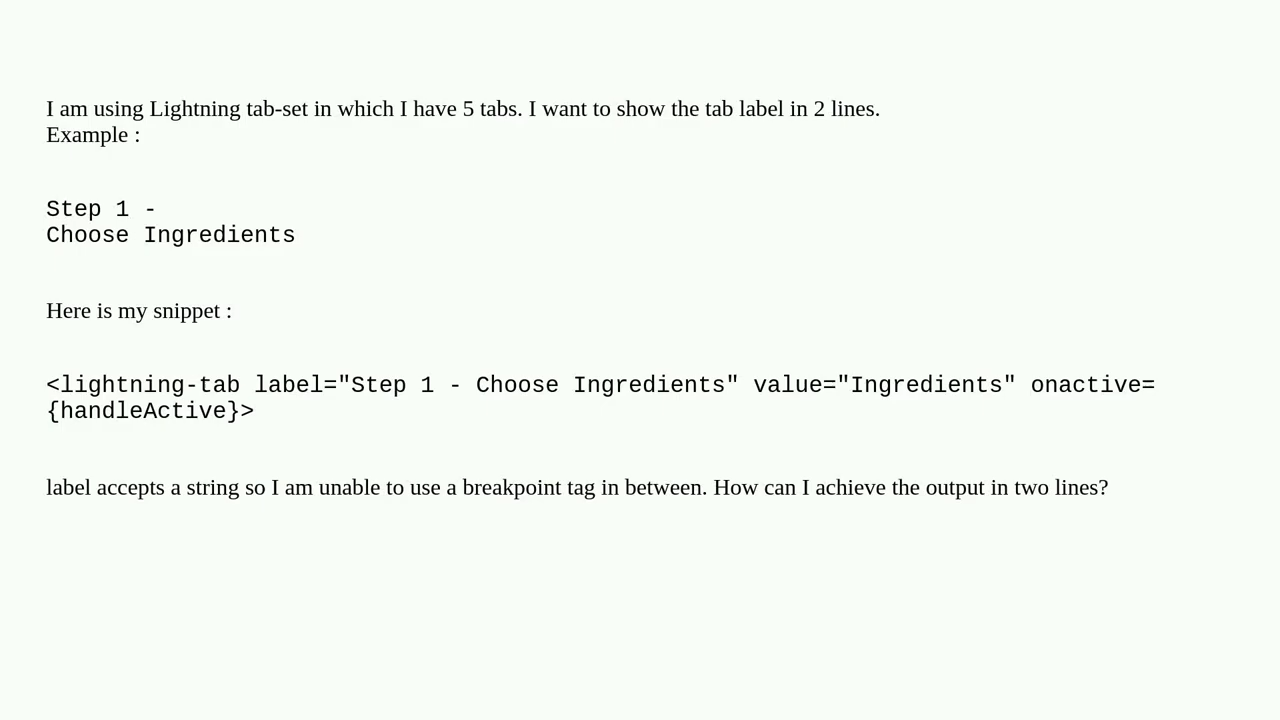 I am using Lightning tab-set in which I have 5 tabs. I want to show the tab label in 2 lines.
Example :
Step 1 -
Choose Ingredients
Here is my snippet :
<lightning-tab label="Step 1 - Choose Ingredients" value="Ingredients" onactive=
{handleActive}>
label accepts a string so I am unable to use a breakpoint tag in between. How can I achieve the output in two lines?